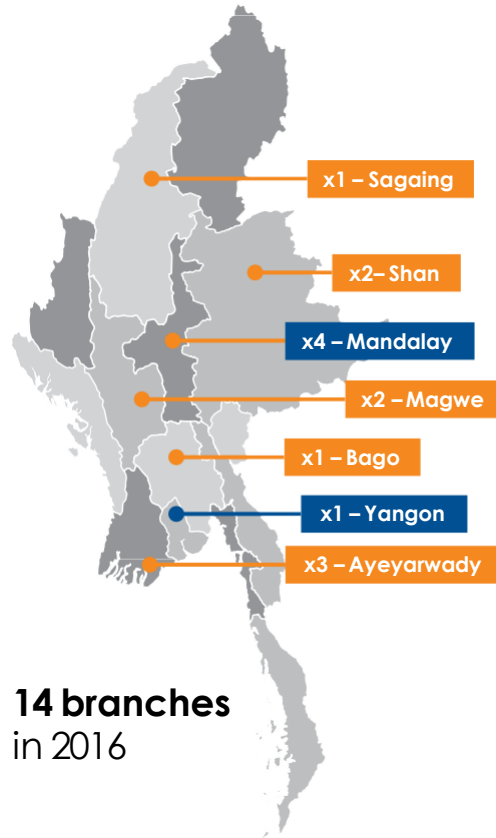 x1 – Sagaing
x2– Shan
x4 – Mandalay
x2 – Magwe
x1 – Bago
x1 – Yangon
x3 – Ayeyarwady
14 branches
in 2016